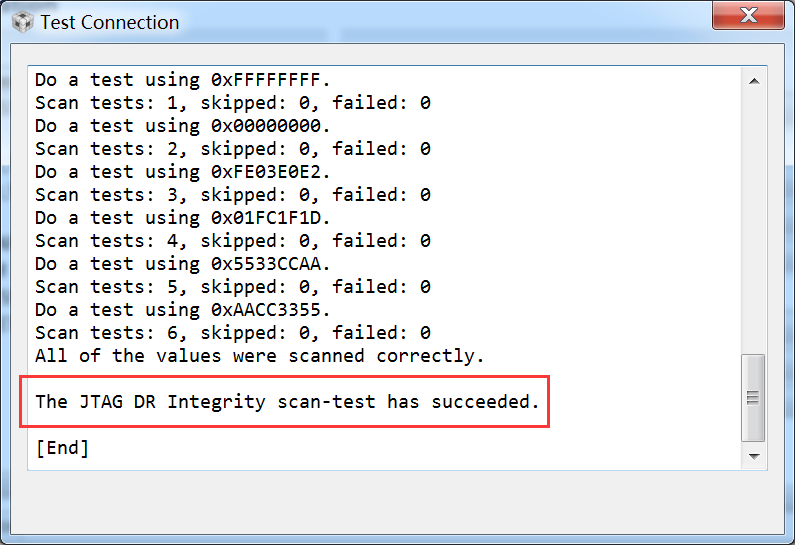 Test Connection
Do a test using 0xFFFFFFFF.
Scan tests: 1, skipped: 0, failed: 0
Do a test using 0x00000000.
Scan tests: 2, skipped: 0, failed: 0
Do a test using 0xFE03E0E2.
Scan tests: 3, skipped: 0, failed: 0
Do a test using 0x01FC1F1D.
Scan tests: 4, skipped: 0, failed: 0
Do a test using 0x5533CCAA.
Scan tests: 5, skipped: 0, failed: 0
Do a test using 0xAACC3355.
Scan tests: 6, skipped: 0, failed: 0
All of the values were scanned correctly.
The JTAG DR Integrity scan-test has succeeded.
[End]